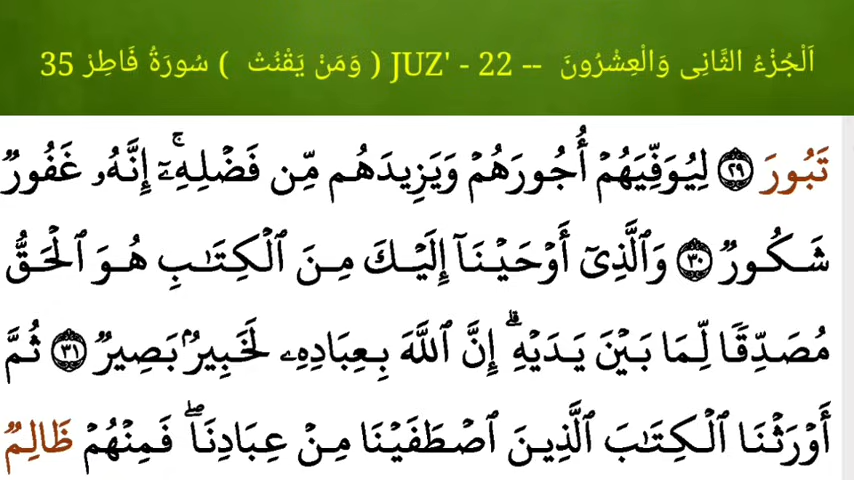 اَلْجُزْءُ الثَّانِى وَالْعِشْرُونَ -- JUZ' - 22 ( وَمَنْ يَقْنُتْ ) سُورَةُ فَاطِرْ 35
تَبُورَ ٢٩ لِيُوَفِّيَهُمۡ أُجُورَهُمۡ وَيَزِيدَهُم مِّن فَضۡلِهِۦٓۚ إِنَّهُۥ غَفُورٞ
شَكُورٞ ٣٠ وَٱلَّذِيٓ أَوۡحَيۡنَآ إِلَيۡكَ مِنَ ٱلۡكِتَٰبِ هُوَ ٱلۡحَقُّ
مُصَدِّقٗا لِّمَا بَيۡنَ يَدَيۡهِۗ إِنَّ ٱللَّهَ بِعِبَادِهِۦ لَخَبِيرُۢ بَصِيرٞ ٣١ ثُمَّ
أَوۡرَثۡنَا ٱلۡكِتَٰبَ ٱلَّذِينَ ٱصۡطَفَيۡنَا مِنۡ عِبَادِنَاۖ فَمِنۡهُمۡ ظَالِمٞ